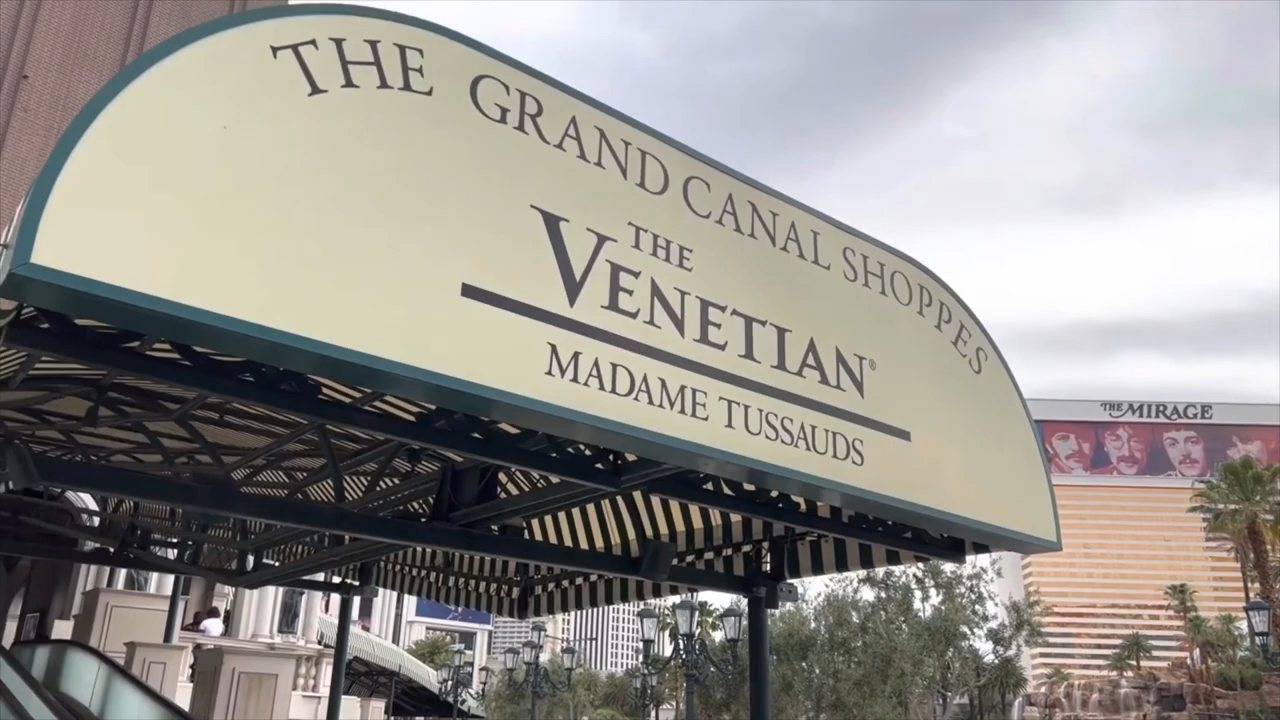 THE GRAND CANAL SHOPPES
THE
VENETIAN®
MADAME TUSSAUDS
THE MIRAGE